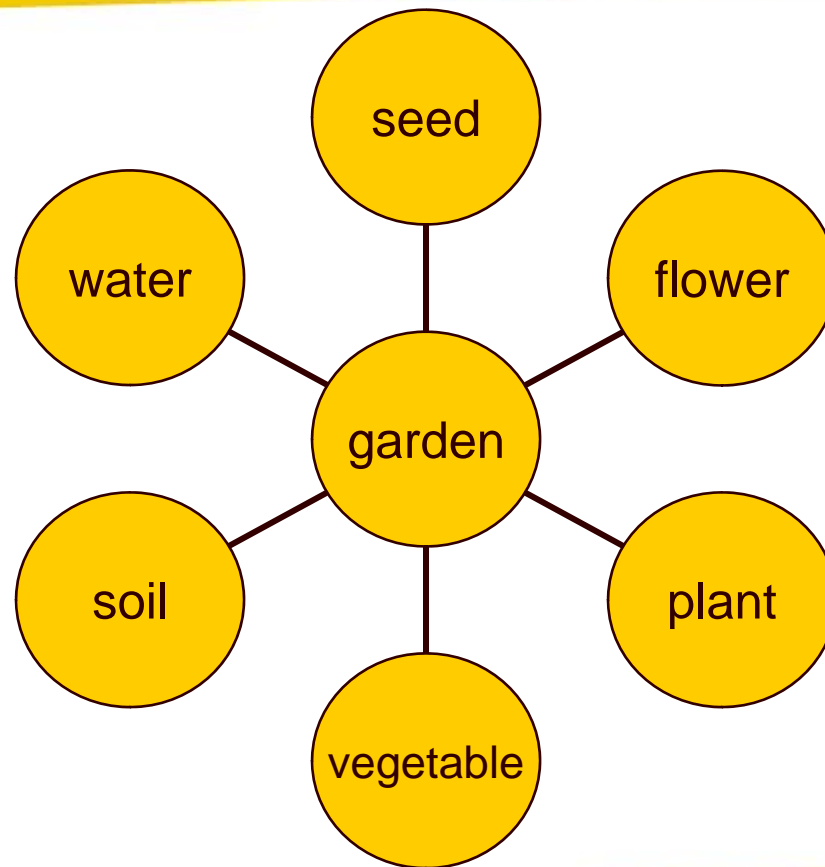 seed
water
flower
garden
soil
plant
vegetable